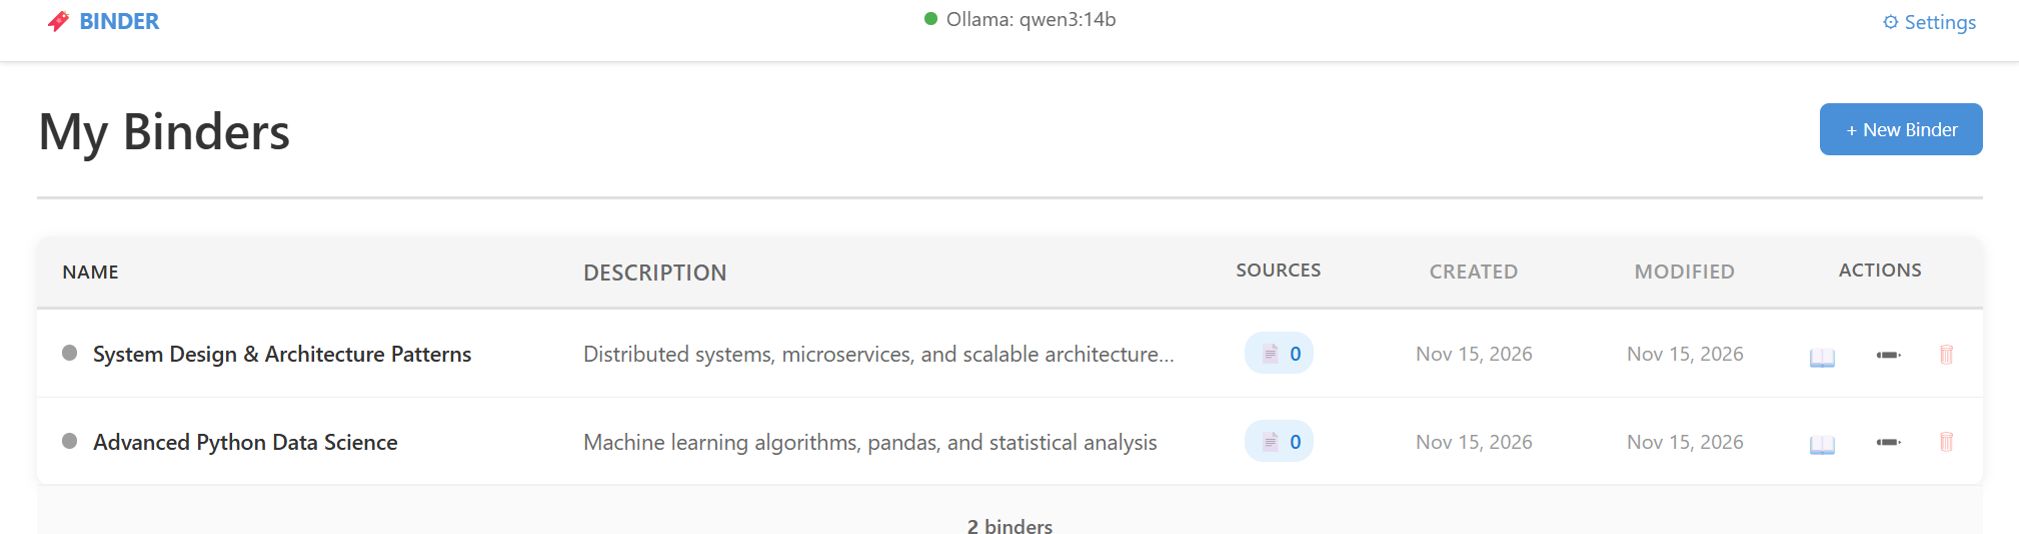 BINDER
Ollama: qwen3:14b
Settings
My Binders
+ New Binder
NAME DESCRIPTION SOURCES CREATED MODIFIED ACTIONS
System Design & Architecture Patterns Distributed systems, microservices, and scalable architecture... 0 Nov 15, 2026 Nov 15, 2026
Advanced Python Data Science Machine learning algorithms, pandas, and statistical analysis 0 Nov 15, 2026 Nov 15, 2026
2 binders